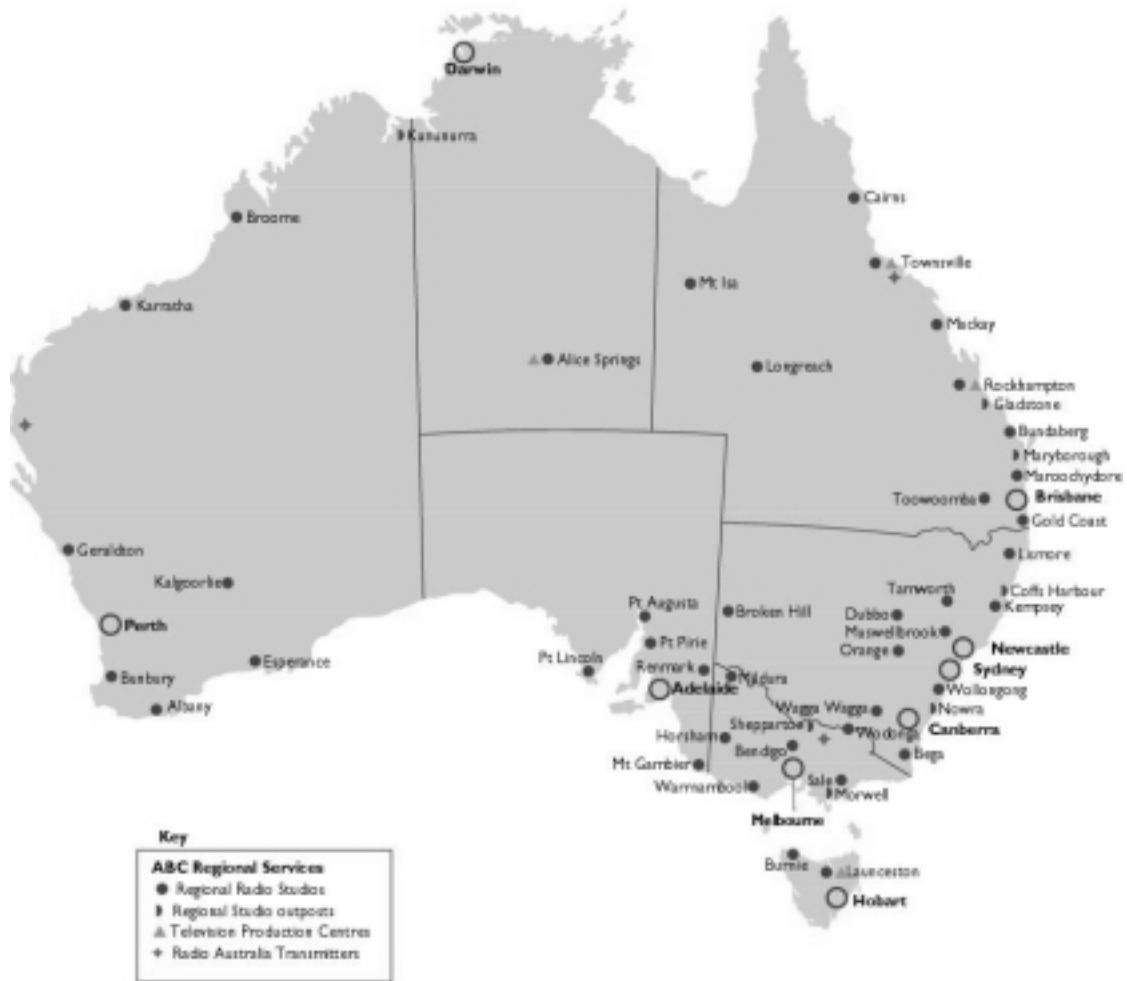 Darwin
Kununurra
Cairns
Broome
Townsville
Mt Isa
Karratha
Mackay
Alice Springs
Longreach
Rockhampton
Gladstone
Bundaberg
Maryborough
Maroochydore
Toowoomba
Brisbane
Gold Coast
Geraldton
Lismore
Kalgoorlie
Tamworth
Coffs Harbour
Pt Augusta
Broken Hill
Kempsey
Dubbo
Perth
Maswellbrook
Pt Pirie
Newcastle
Orange
Esperance
Pt Lincoln
Renmark
Sydney
Bunbury
Mildura
Adelaide
Wollongong
Albany
Wagga Wagga
Nowra
Shepparton
Canberra
Horsham
Wodonga
Bendigo
Bega
Mt Gambier
Sale
Warrnambool
Morwell
Melbourne
Key
Burnie
ABC Regional Services
Launceston
Regional Radio Studios
Hobart
Regional Studio outposts
Television Production Centres
Radio Australia Transmitters